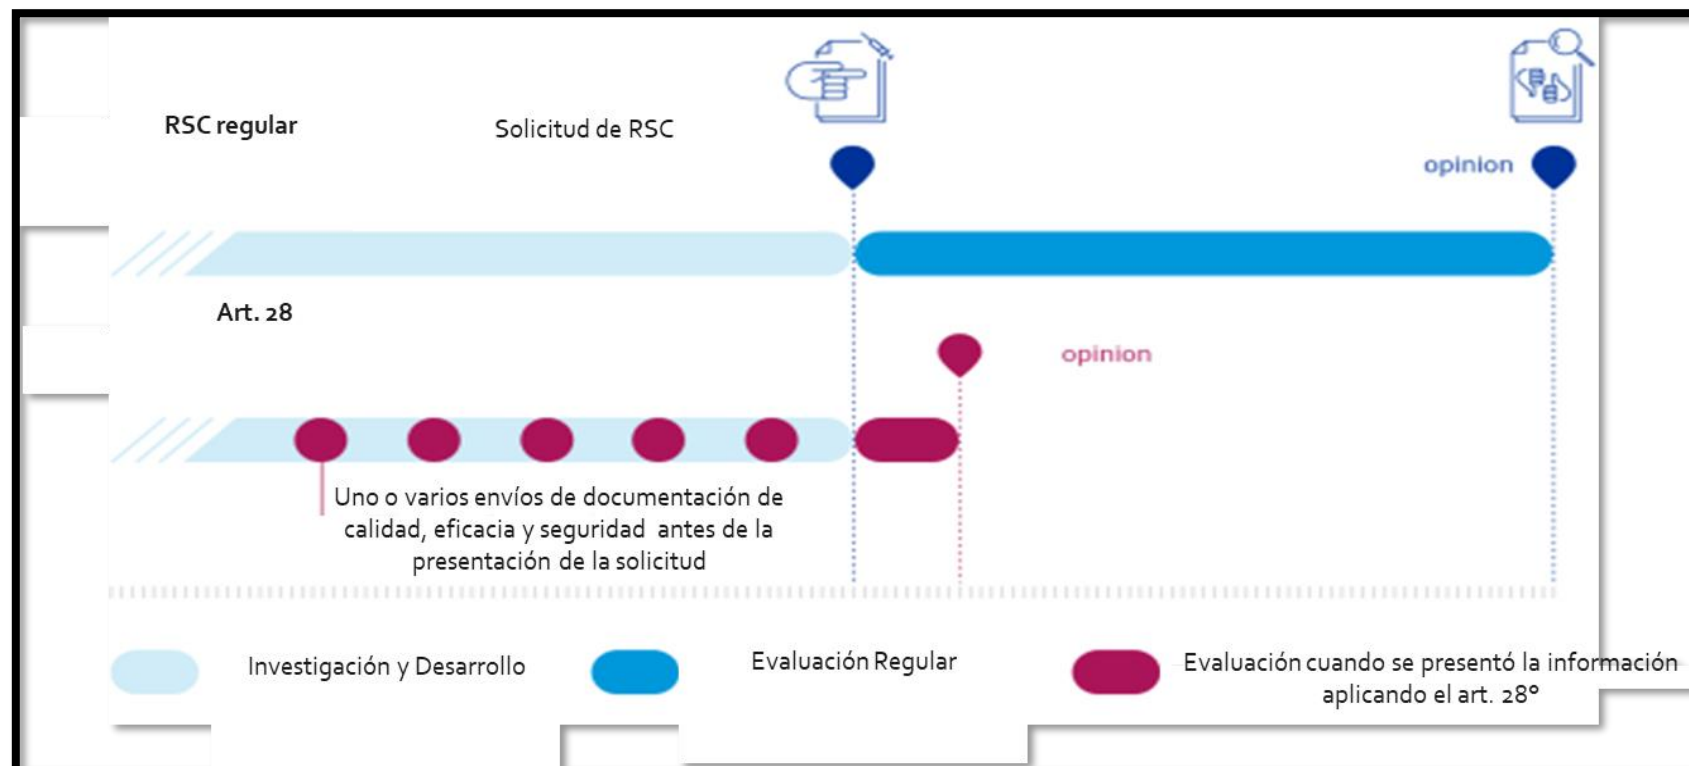 RSC regular
Solicitud de RSC
opinion
Art. 28
opinion
Uno o varios envíos de documentación de
calidad, eficacia y seguridad antes de la
presentación de la solicitud
Investigación y Desarrollo
Evaluación Regular
Evaluación cuando se presentó la información
aplicando el art. 28º